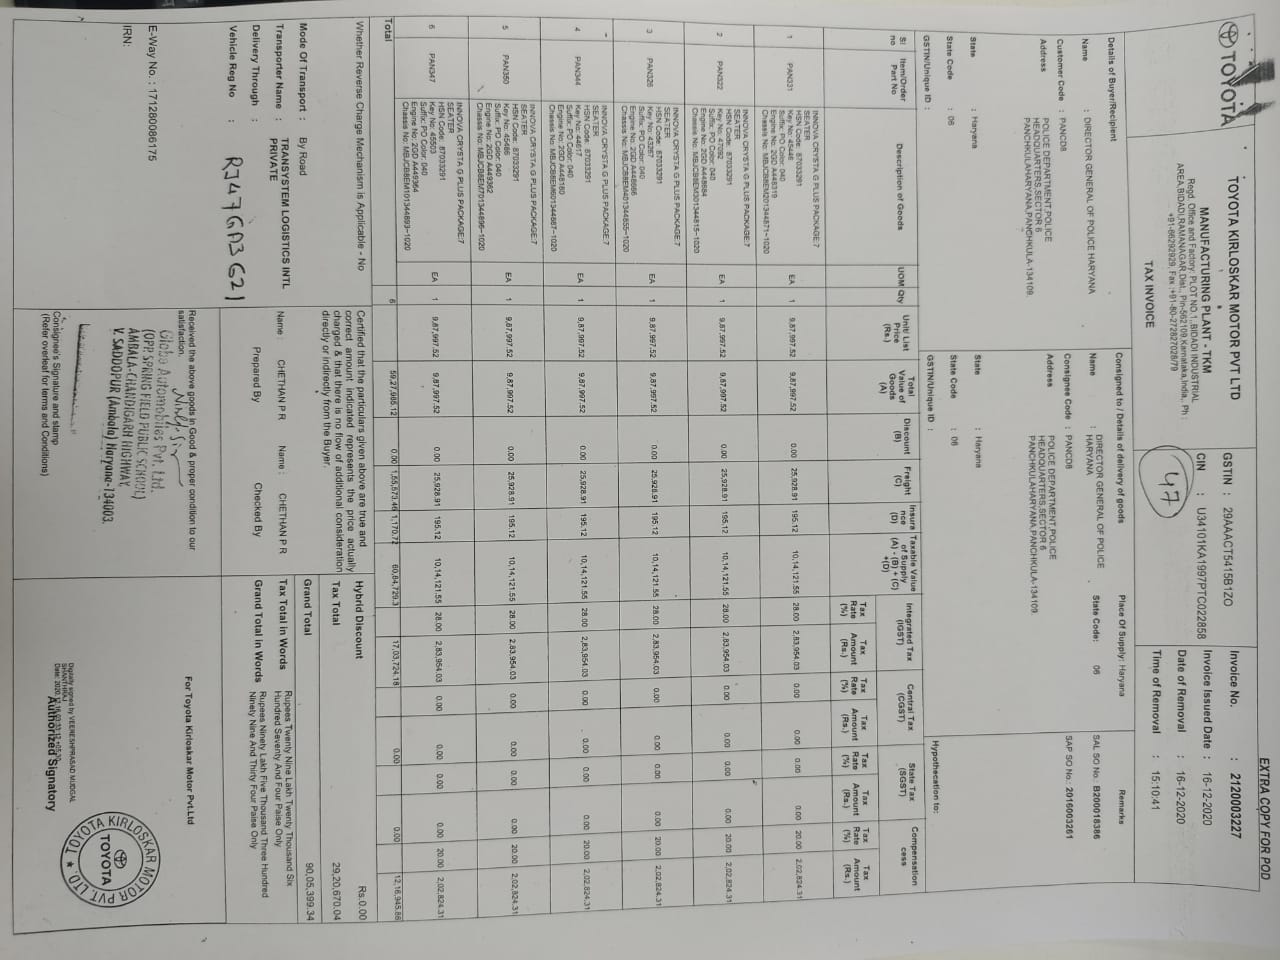 EXTRA COPY FOR POD
TOYOTA
TOYOTA KIRLOSKAR MOTOR PVT LTD
MANUFACTURING PLANT - TKM
Regd. Office and Factory: PLOT NO.1,,BIDADI INDUSTRIAL
AREA,BIDADI,RAMANAGAR,Dist., Pin-562109,Karnataka,India,. Ph :
+91-66292929, Fax :+91-80-272827028/79
TAX INVOICE
GSTIN : 29AAACT5415B1ZO
CIN : U34101KA1997PTC022858
47
Invoice No. : 2120003227
Invoice Issued Date : 16-12-2020
Date of Removal : 16-12-2020
Time of Removal : 15:10:41
Details of Buyer/Recipient
Name : DIRECTOR GENERAL OF POLICE HARYANA
Customer Code : PANCD8
Address POLICE DEPARTMENT,POLICE
HEADQUARTERS,SECTOR 6
PANCHKULAHARYANA,PANCHKULA-134109.
State : Haryana
State Code : 06
GSTIN/Unique ID :
Consigned to / Details of delivery of goods
Name : DIRECTOR GENERAL OF POLICE
HARYANA
Consignee Code : PANCD8
Address POLICE DEPARTMENT,POLICE
HEADQUARTERS,SECTOR 6
PANCHKULAHARYANA,PANCHKULA-134109.
State : Haryana
State Code : 06
GSTIN/Unique ID :
Place Of Supply: Haryana
State Code: 06
Remarks
SAL SO No.: B200018386
SAP SO No.: 2016003261
Hypothecation to:
Sl no Item/Order Part No Description of Goods UOM Qty Unit/ List Price (Rs.) Total Value of Goods (A) Discount (B) Freight (C) Insura nce (D) Taxable Value of Supply (A) - (B) + (C) +(D) Integrated Tax (IGST) Central Tax (CGST) State Tax (SGST) Compensation cess
Tax Rate (%) Tax Amount (Rs.) Tax Rate (%) Tax Amount (Rs.) Tax Rate (%) Tax Amount (Rs.) Tax Rate (%) Tax Amount (Rs.)
INNOVA CRYSTA G PLUS PACKAGE:7
SEATER
HSN Code: 87033291
Key No: 45446
Suffix: PO Color: 040
Engine No: 2GD A448319
Chassis No: MBJCB8EM201344871-1020
1 PAN331 EA 1 9,87,997.52 9,87,997.52 0.00 25,928.91 195.12 10,14,121.55 28.00 2,83,954.03 0.00 0.00 0.00 0.00 20.00 2,02,824.31
INNOVA CRYSTA G PLUS PACKAGE:7
SEATER
HSN Code: 87033291
Key No: 47092
Suffix: PO Color: 040
Engine No: 2GD A448684
Chassis No: MBJCB8EM301344815-1020
2 PAN322 EA 1 9,87,997.52 9,87,997.52 0.00 25,928.91 195.12 10,14,121.55 28.00 2,83,954.03 0.00 0.00 0.00 0.00 20.00 2,02,824.31
INNOVA CRYSTA G PLUS PACKAGE:7
SEATER
HSN Code: 87033291
Key No: 43267
Suffix: PO Color: 040
Engine No: 2GD A448666
Chassis No: MBJCB8EM401344855-1020
3 PAN326 EA 1 9,87,997.52 9,87,997.52 0.00 25,928.91 195.12 10,14,121.55 28.00 2,83,954.03 0.00 0.00 0.00 0.00 20.00 2,02,824.31
INNOVA CRYSTA G PLUS PACKAGE:7
SEATER
HSN Code: 87033291
Key No: 44617
Suffix: PO Color: 040
Engine No: 2GD A448180
Chassis No: MBJCB8EM601344887-1020
4 PAN344 EA 1 9,87,997.52 9,87,997.52 0.00 25,928.91 195.12 10,14,121.55 28.00 2,83,954.03 0.00 0.00 0.00 0.00 20.00 2,02,824.31
INNOVA CRYSTA G PLUS PACKAGE:7
SEATER
HSN Code: 87033291
Key No: 45486
Suffix: PO Color: 040
Engine No: 2GD A449362
Chassis No: MBJCB8EM701344896-1020
5 PAN350 EA 1 9,87,997.52 9,87,997.52 0.00 25,928.91 195.12 10,14,121.55 28.00 2,83,954.03 0.00 0.00 0.00 0.00 20.00 2,02,824.31
INNOVA CRYSTA G PLUS PACKAGE:7
SEATER
HSN Code: 87033291
Key No: 45503
Suffix: PO Color: 040
Engine No: 2GD A449364
Chassis No: MBJCB8EM101344893-1020
6 PAN347 EA 1 9,87,997.52 9,87,997.52 0.00 25,928.91 195.12 10,14,121.55 28.00 2,83,954.03 0.00 0.00 0.00 0.00 20.00 2,02,824.31
Total 6 59,27,985.12 0.00 1,55,573.46 1,170.72 60,84,729.3 17,03,724.18 0.00 0.00 12,16,945.86
Whether Reverse Charge Mechanism is Applicable - No
Mode Of Transport : By Road
Transporter Name : TRANSYSTEM LOGISTICS INTL
PRIVATE
Delivery Through :
Vehicle Reg No : RJ47GA3621
E-Way No. : 171280086175
IRN:
Certified that the particulars given above are true and
correct amount indicated represents the price actually
charged & that there is no flow of additional consideration
directly or indirectly from the Buyer.
Name : CHETHAN P R Name : CHETHAN P R
Prepared By Checked By
Hybrid Discount Rs.0.00
Tax Total 29,20,670.04
Grand Total 90,05,399.34
Tax Total in Words Rupees Twenty Nine Lakh Twenty Thousand Six
Hundred Seventy And Four Paise Only
Grand Total in Words Rupees Ninety Lakh Five Thousand Three Hundred
Ninety Nine And Thirty Four Paise Only
Received the above goods in Good & proper condition to our
satisfaction.
Globe Automobiles Pvt. Ltd.
(OPP. SPRING FIELD PUBLIC SCHOOL)
AMBALA-CHANDIGARH HIGHWAY,
V. SADDOPUR (Ambala) Haryana-134003.
Consignee's Signature and stamp
(Refer overleaf for terms and Conditions)
For Toyota Kirloskar Motor Pvt.Ltd
TOYOTA KIRLOSKAR MOTOR PVT. LTD.
TOYOTA
Digitally signed by VEERESHPRASAD MUDGAL
SHANTHRAJ
Date: 2020.12.16 03:33:12 +05:30
Authorized Signatory